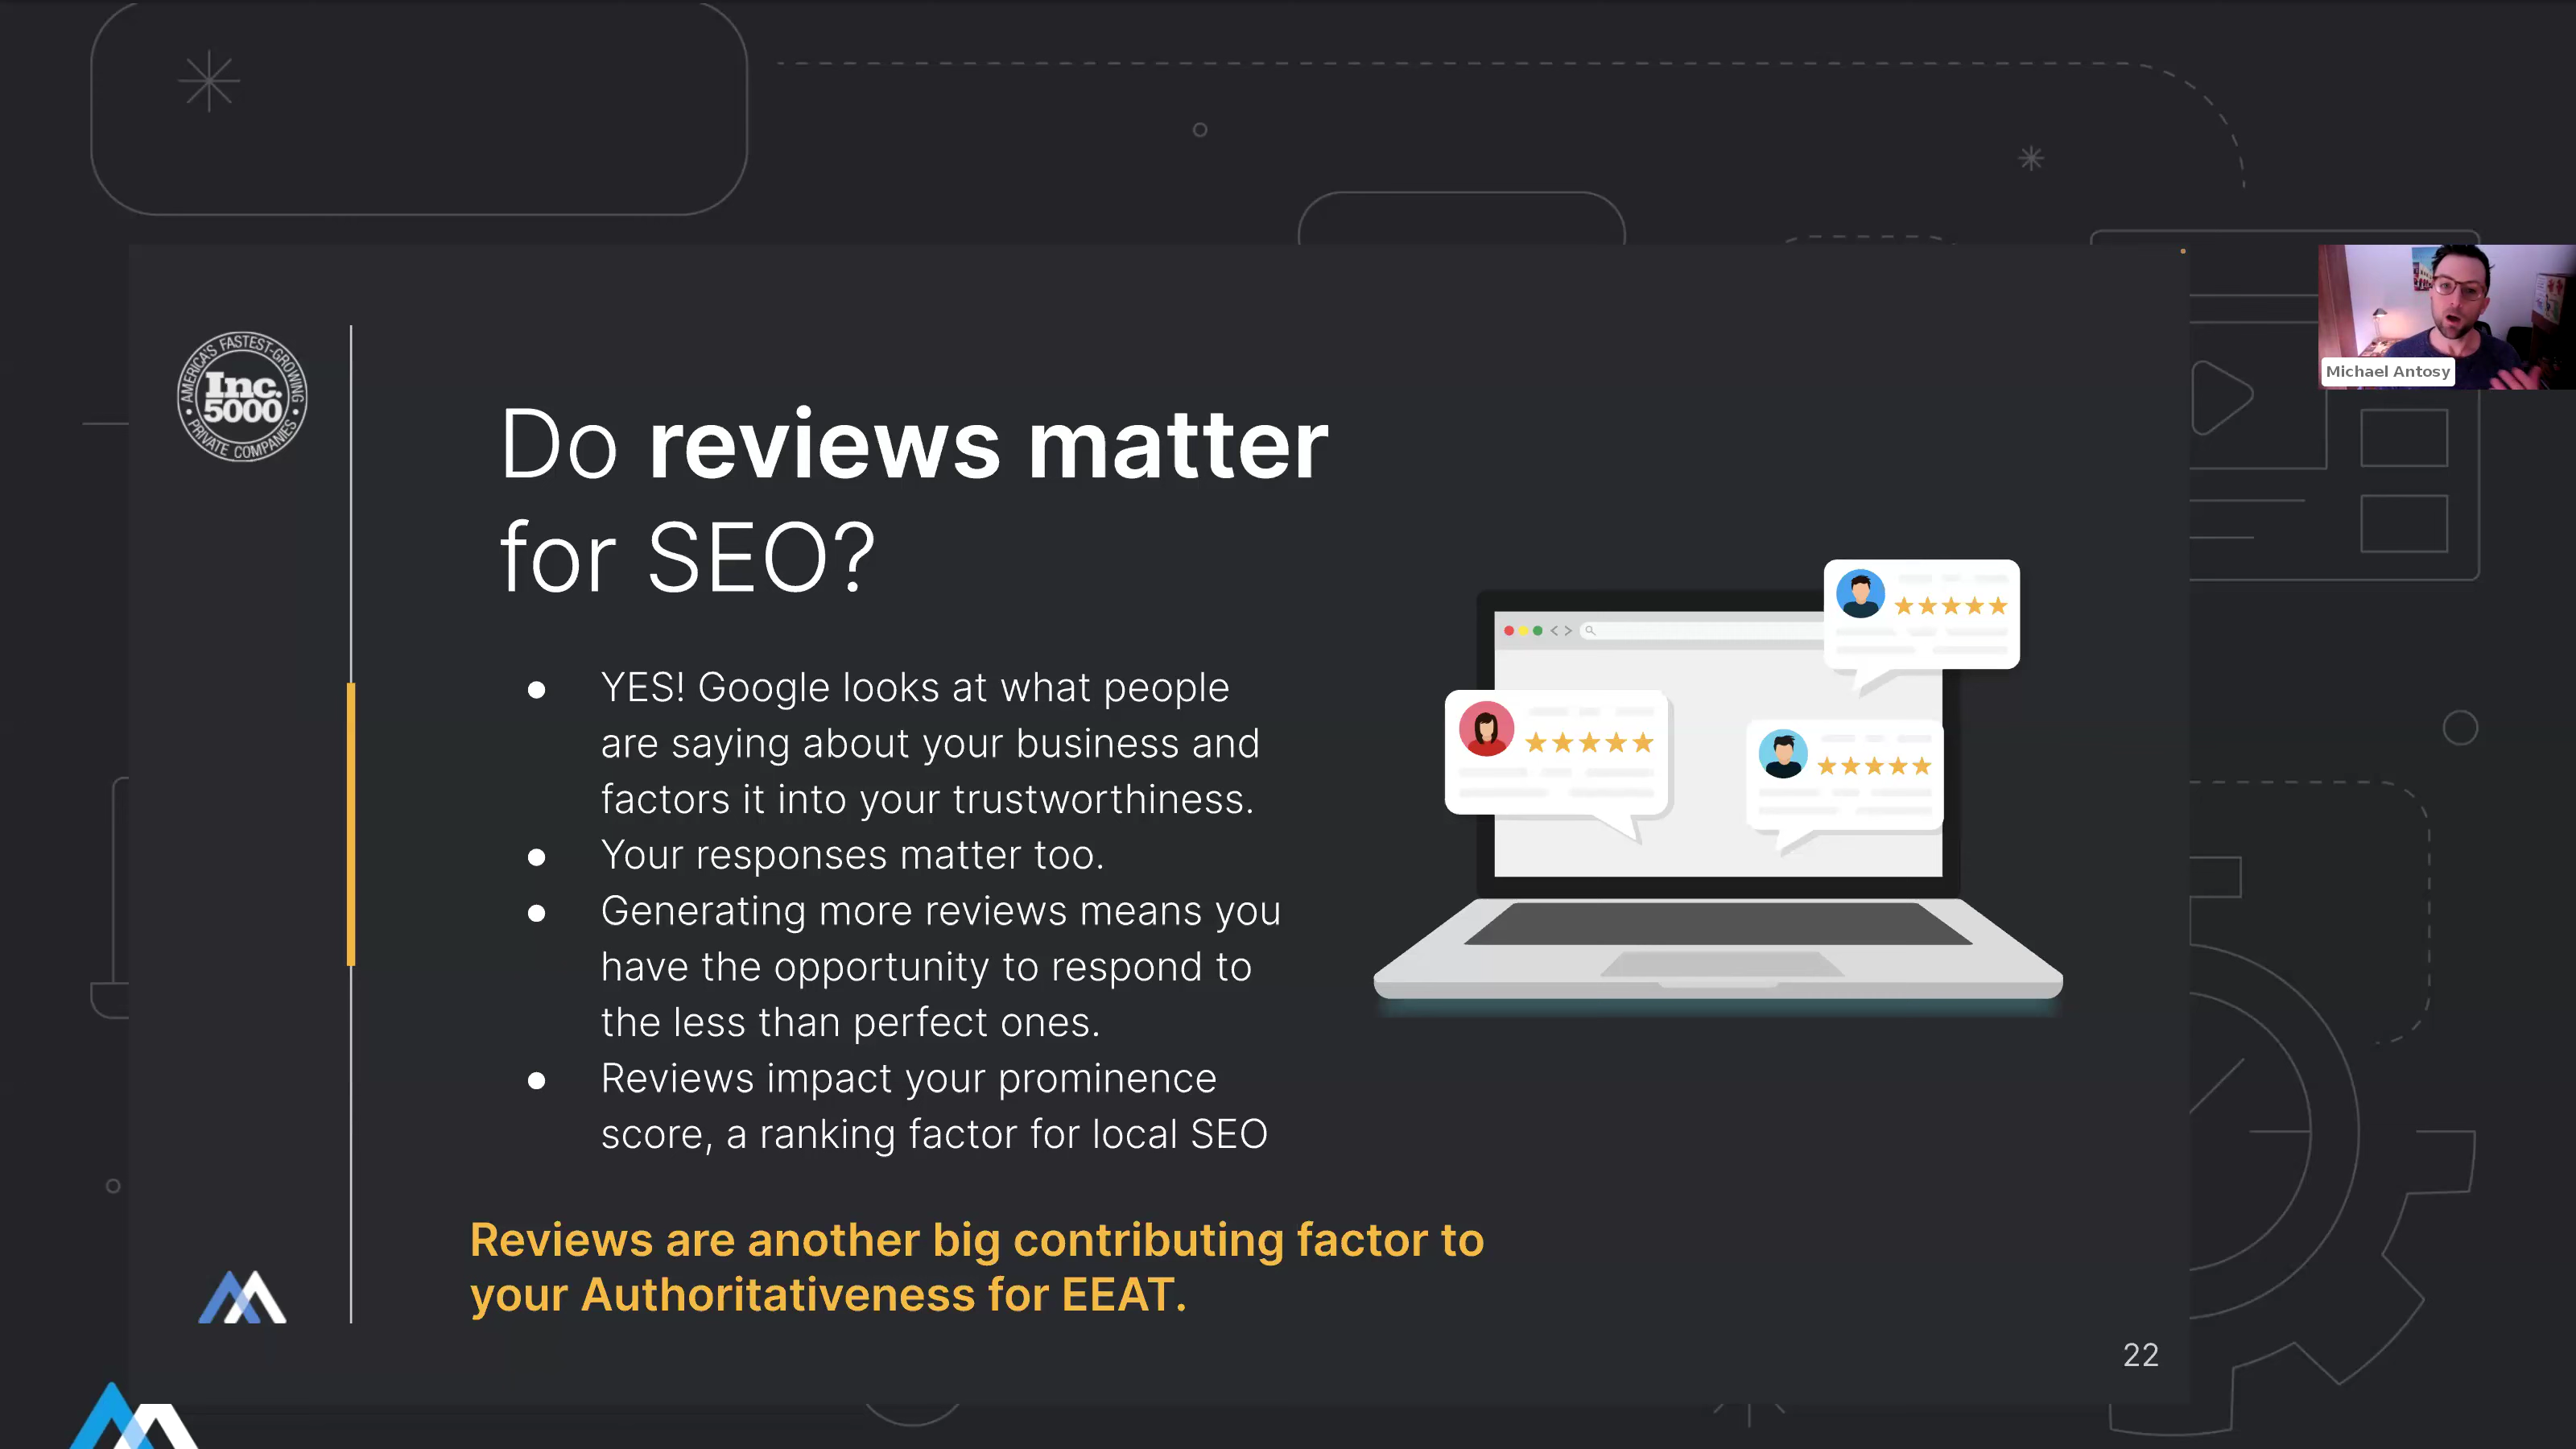 AMERICA'S FASTEST-GROWING
Inc.
5000
PRIVATE COMPANIES
Michael Antosy
Do reviews matter
for SEO?
● YES! Google looks at what people
are saying about your business and
factors it into your trustworthiness.
● Your responses matter too.
● Generating more reviews means you
have the opportunity to respond to
the less than perfect ones.
● Reviews impact your prominence
score, a ranking factor for local SEO
Reviews are another big contributing factor to
your Authoritativeness for EEAT.
22